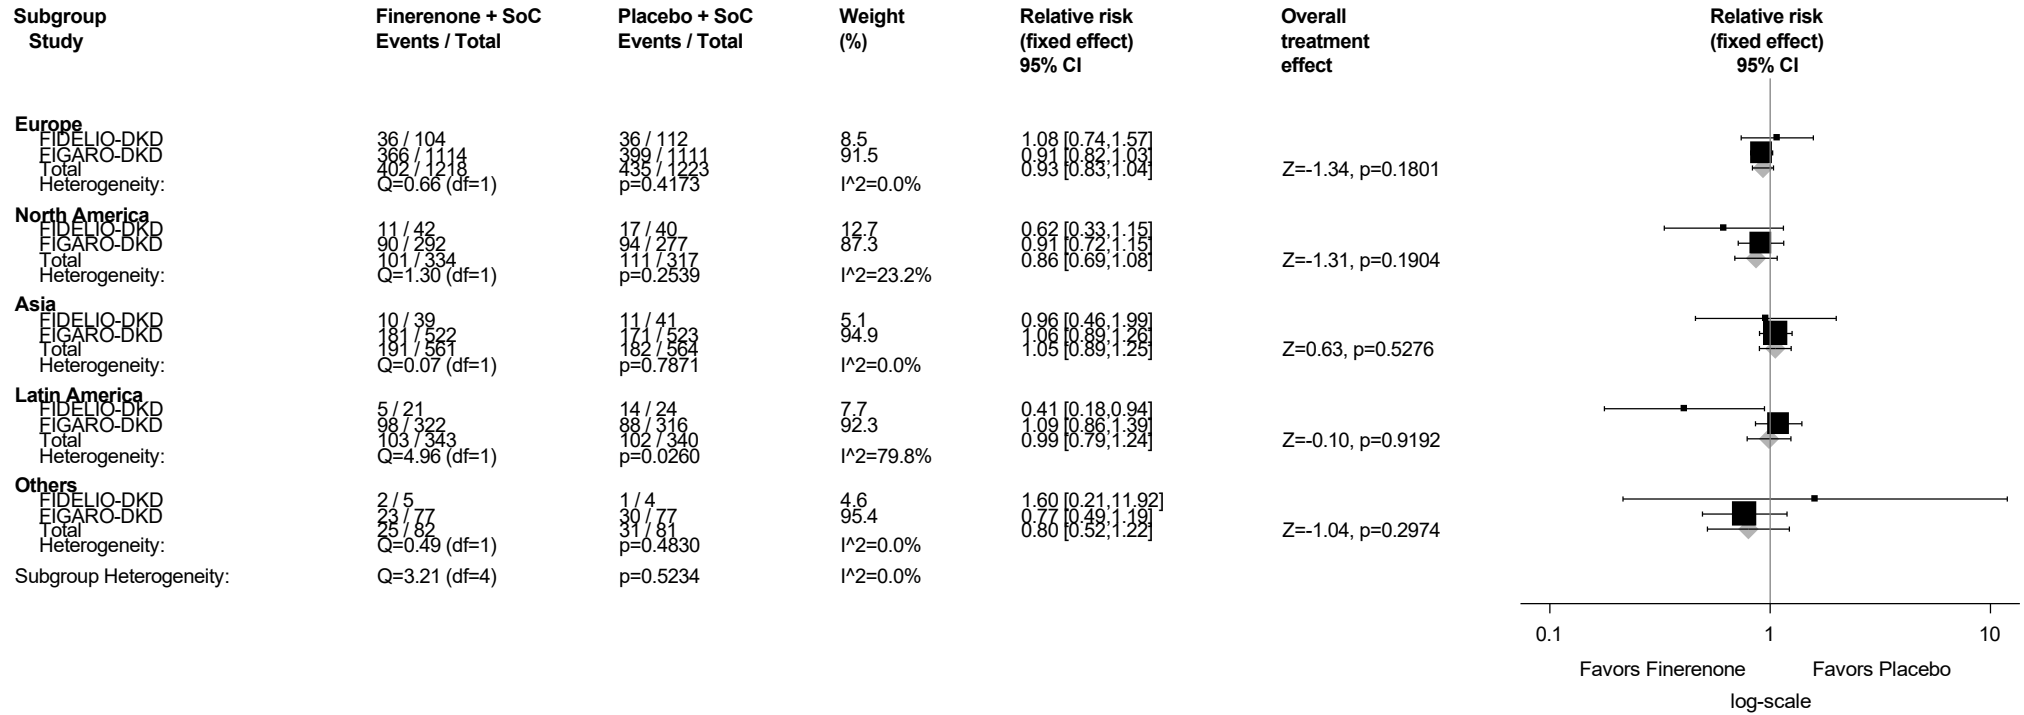 Subgroup Finerenone + SoC Placebo + SoC Weight Relative risk Overall Relative risk
Study Events / Total Events / Total (%) (fixed effect) treatment (fixed effect)
95% CI effect 95% CI
Europe
FIDELIO-DKD 36 / 104 36 / 112 8.5 1.08 [0.74,1.57]
FIGARO-DKD 366 / 1114 399 / 1111 91.5 0.91 [0.82,1.03]
Total 402 / 1218 435 / 1223 0.93 [0.83,1.04] Z=-1.34, p=0.1801
Heterogeneity: Q=0.66 (df=1) p=0.4173 I^2=0.0%
North America
FIDELIO-DKD 11 / 42 17 / 40 12.7 0.62 [0.33,1.15]
FIGARO-DKD 90 / 292 94 / 277 87.3 0.91 [0.72,1.15]
Total 101 / 334 111 / 317 0.86 [0.69,1.08] Z=-1.31, p=0.1904
Heterogeneity: Q=1.30 (df=1) p=0.2539 I^2=23.2%
Asia
FIDELIO-DKD 10 / 39 11 / 41 5.1 0.96 [0.46,1.99]
FIGARO-DKD 181 / 522 171 / 523 94.9 1.06 [0.89,1.26]
Total 191 / 561 182 / 564 1.05 [0.89,1.25] Z=0.63, p=0.5276
Heterogeneity: Q=0.07 (df=1) p=0.7871 I^2=0.0%
Latin America
FIDELIO-DKD 5 / 21 14 / 24 7.7 0.41 [0.18,0.94]
FIGARO-DKD 98 / 322 88 / 316 92.3 1.09 [0.86,1.39]
Total 103 / 343 102 / 340 0.99 [0.79,1.24] Z=-0.10, p=0.9192
Heterogeneity: Q=4.96 (df=1) p=0.0260 I^2=79.8%
Others
FIDELIO-DKD 2 / 5 1 / 4 4.6 1.60 [0.21,11.92]
FIGARO-DKD 23 / 77 30 / 77 95.4 0.77 [0.49,1.19]
Total 25 / 82 31 / 81 0.80 [0.52,1.22] Z=-1.04, p=0.2974
Heterogeneity: Q=0.49 (df=1) p=0.4830 I^2=0.0%
Subgroup Heterogeneity: Q=3.21 (df=4) p=0.5234 I^2=0.0%
0.1 1 10
Favors Finerenone Favors Placebo
log-scale